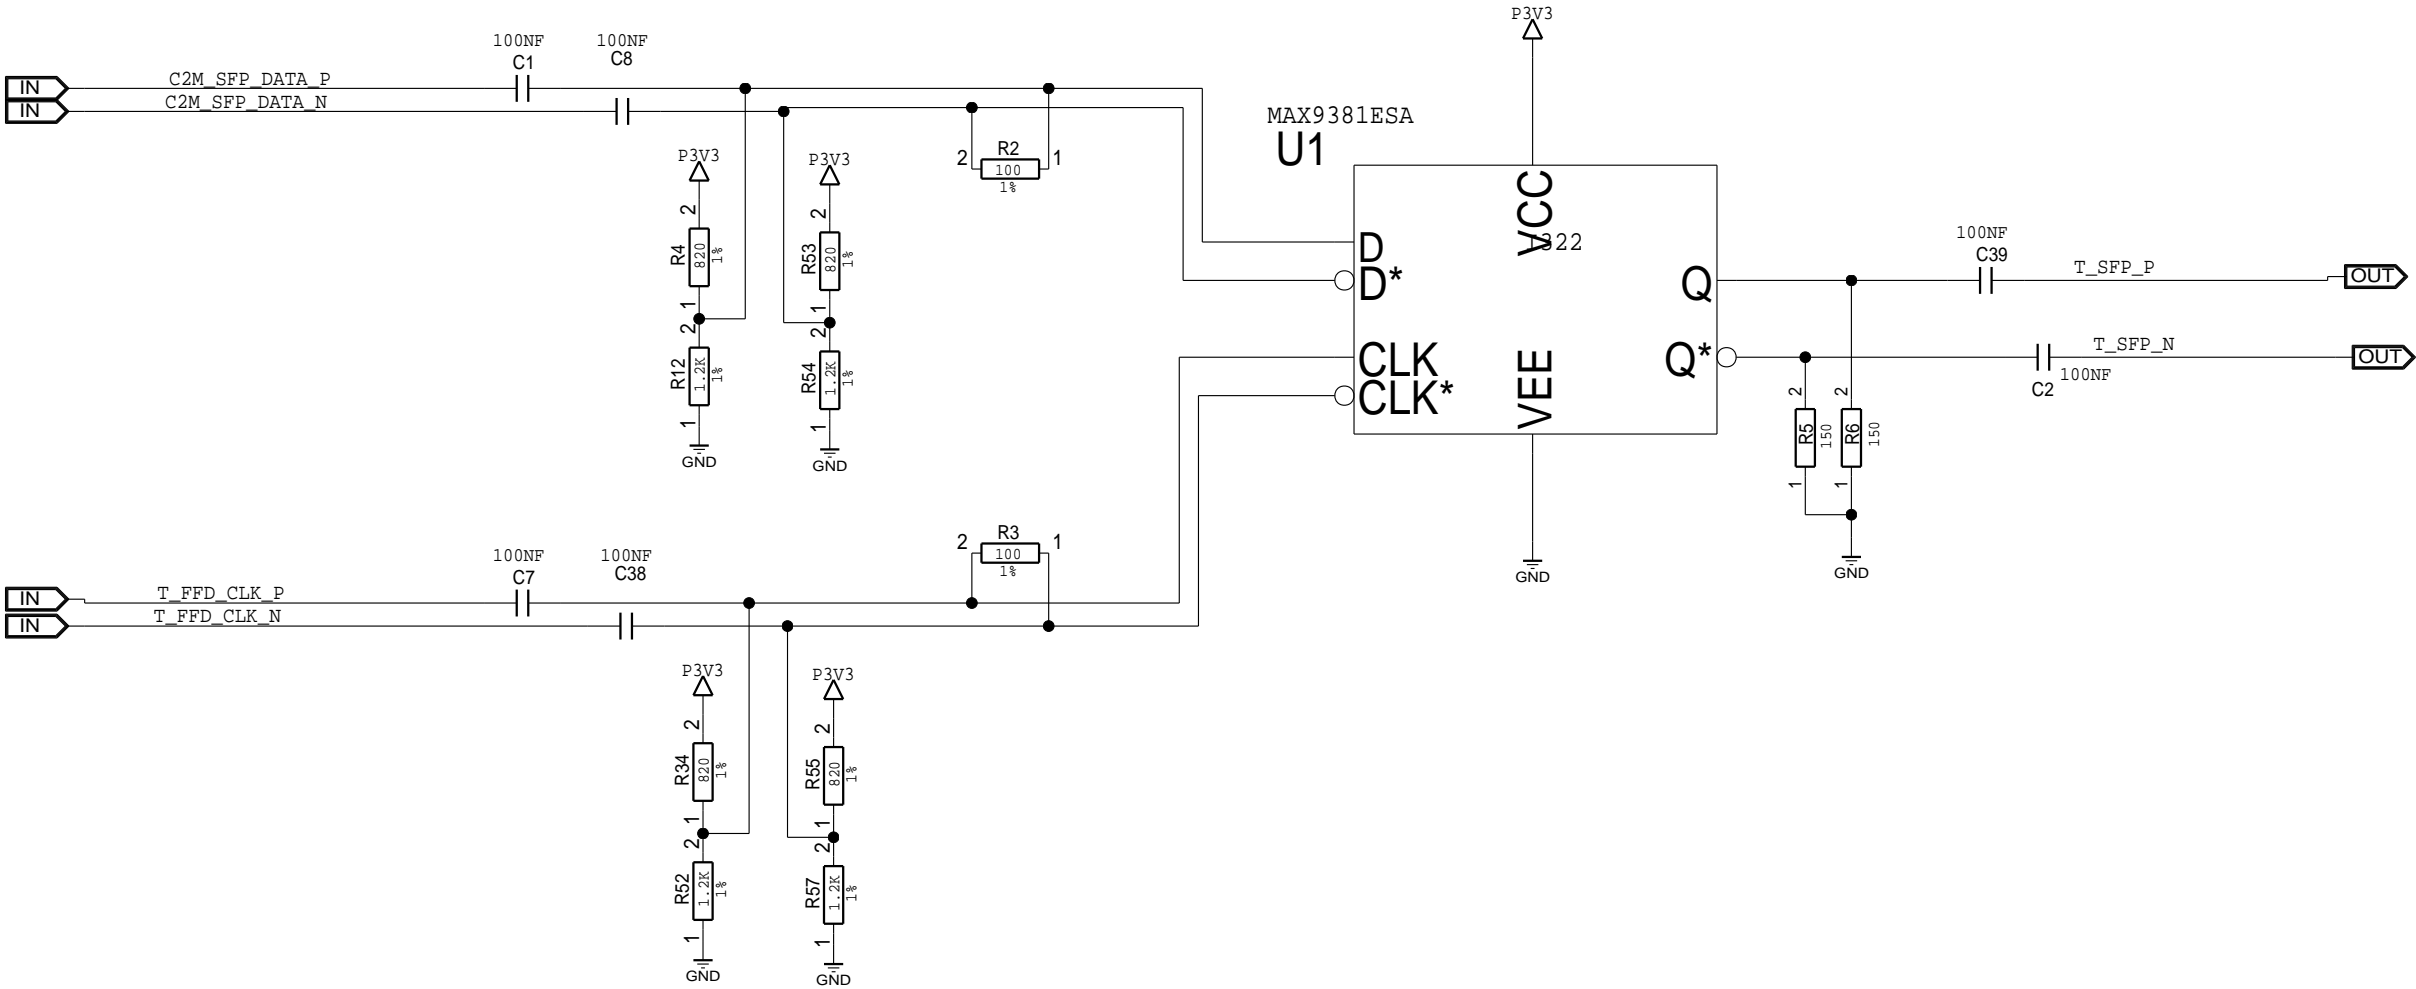 P3V3
100NF 100NF
C1 C8
IN C2M_SFP_DATA_P
IN C2M_SFP_DATA_N
MAX9381ESA
U1
P3V3 P3V3
2 R2 1
100
1%
2 2
R4 820 1%
R53 820 1%
1 1
2 2
R12 1.2K 1%
R54 1.2K 1%
1 1
GND GND
VCC
D
D*
CLK
CLK*
VEE
Q
Q*
GND
100NF
C39
T_SFP_P OUT
T_SFP_N OUT
C2 100NF
2 2
R5 150
R6 150
1 1
GND
2 R3 1
100
1%
100NF 100NF
C7 C38
IN T_FFD_CLK_P
IN T_FFD_CLK_N
P3V3 P3V3
2 2
R34 820 1%
R55 820 1%
1 1
2 2
R52 1.2K 1%
R57 1.2K 1%
1 1
GND GND